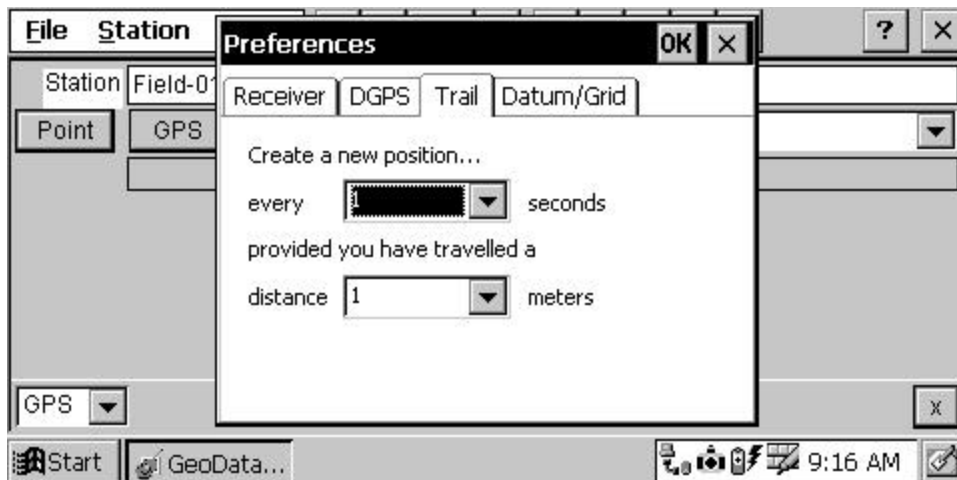 File Station
Preferences OK ×
? ×
Station Field-01
Receiver DGPS Trail Datum/Grid
Point GPS
Create a new position...
every 1 seconds
provided you have travelled a
distance 1 meters
GPS
x
Start GeoData... 9:16 AM